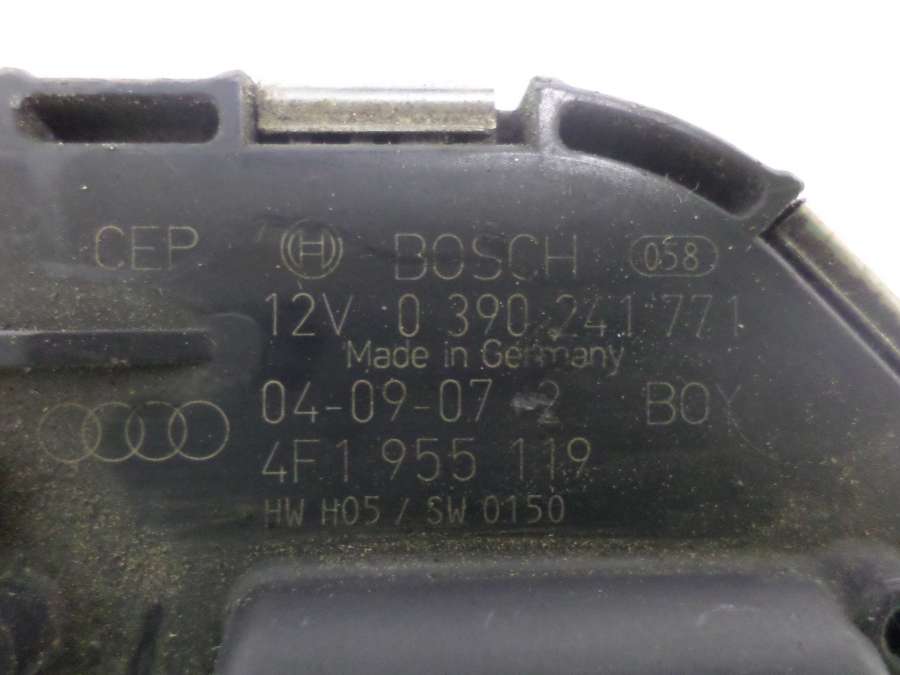 CEP BOSCH 058
12V 0 390 241 771
Made in Germany
04-09-07 2 BOY
4F1 955 119
HW H05 / SW 0150